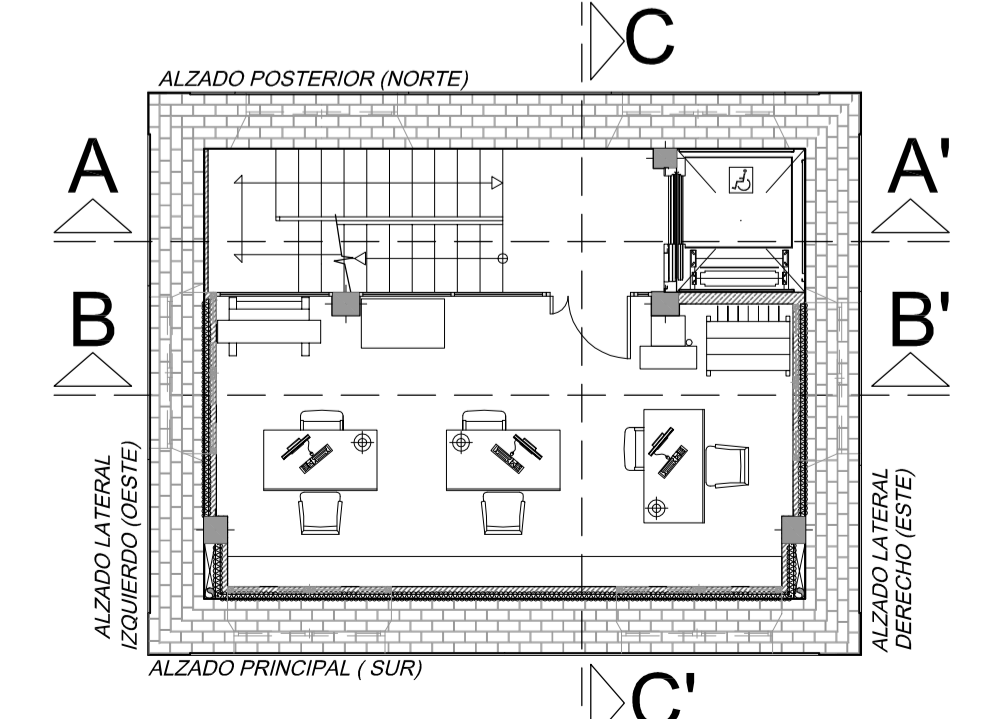 C
ALZADO POSTERIOR (NORTE)
A
A'
B
B'
ALZADO LATERAL
IZQUIERDO (OESTE)
ALZADO LATERAL
DERECHO (ESTE)
ALZADO PRINCIPAL ( SUR)
C'